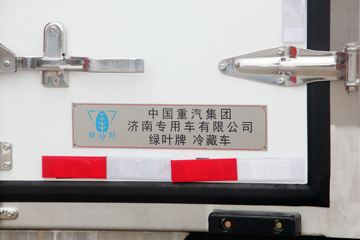 中国重汽集团
济南专用车有限公司
绿叶牌 冷藏车
绿叶